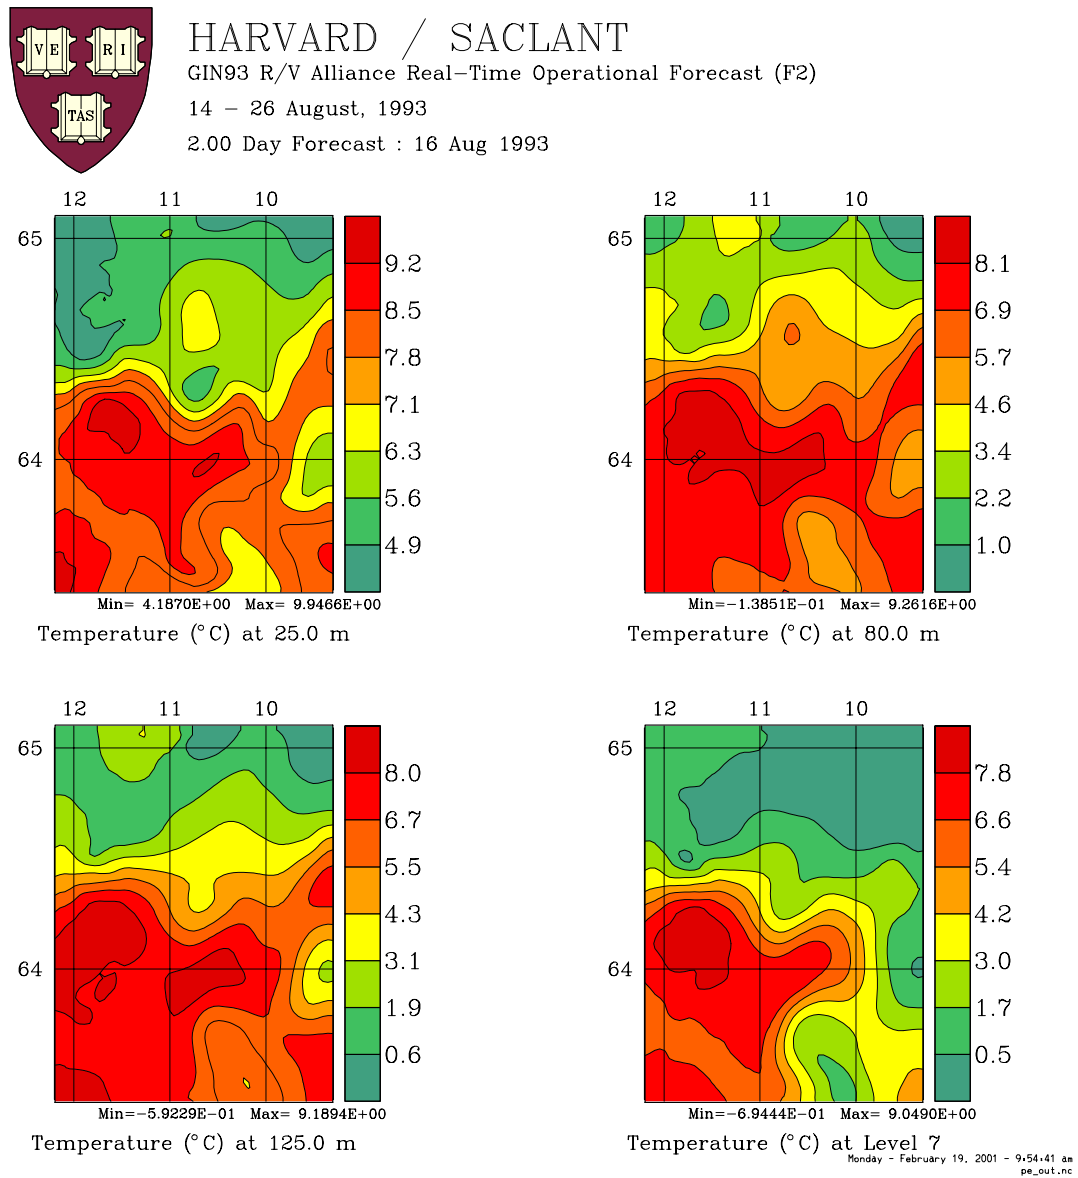 VE RI
TAS
HARVARD / SACLANT
GIN93 R/V Alliance Real-Time Operational Forecast (F2)
14 - 26 August, 1993
2.00 Day Forecast : 16 Aug 1993
12 11 10
65
64
9.2
8.5
7.8
7.1
6.3
5.6
4.9
Min= 4.1870E+00 Max= 9.9466E+00
Temperature (°C) at 25.0 m
12 11 10
65
64
8.1
6.9
5.7
4.6
3.4
2.2
1.0
Min=-1.3851E-01 Max= 9.2616E+00
Temperature (°C) at 80.0 m
12 11 10
65
64
8.0
6.7
5.5
4.3
3.1
1.9
0.6
Min=-5.9229E-01 Max= 9.1894E+00
Temperature (°C) at 125.0 m
12 11 10
65
64
7.8
6.6
5.4
4.2
3.0
1.7
0.5
Min=-6.9444E-01 Max= 9.0490E+00
Temperature (°C) at Level 7
Monday - February 19, 2001 - 9:54:41 am
pe_out.nc